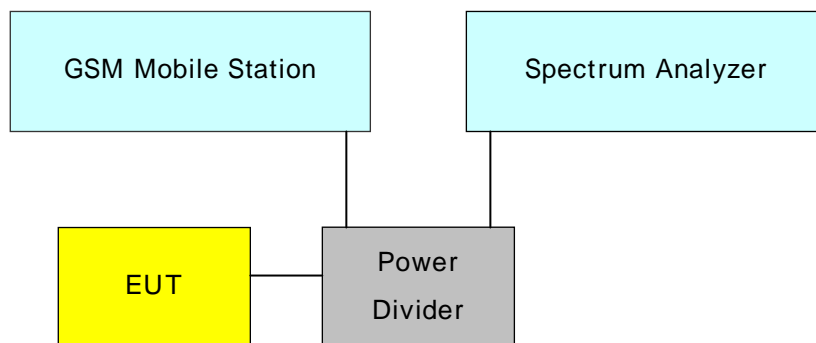 GSM Mobile Station
Spectrum Analyzer
EUT
Power
Divider